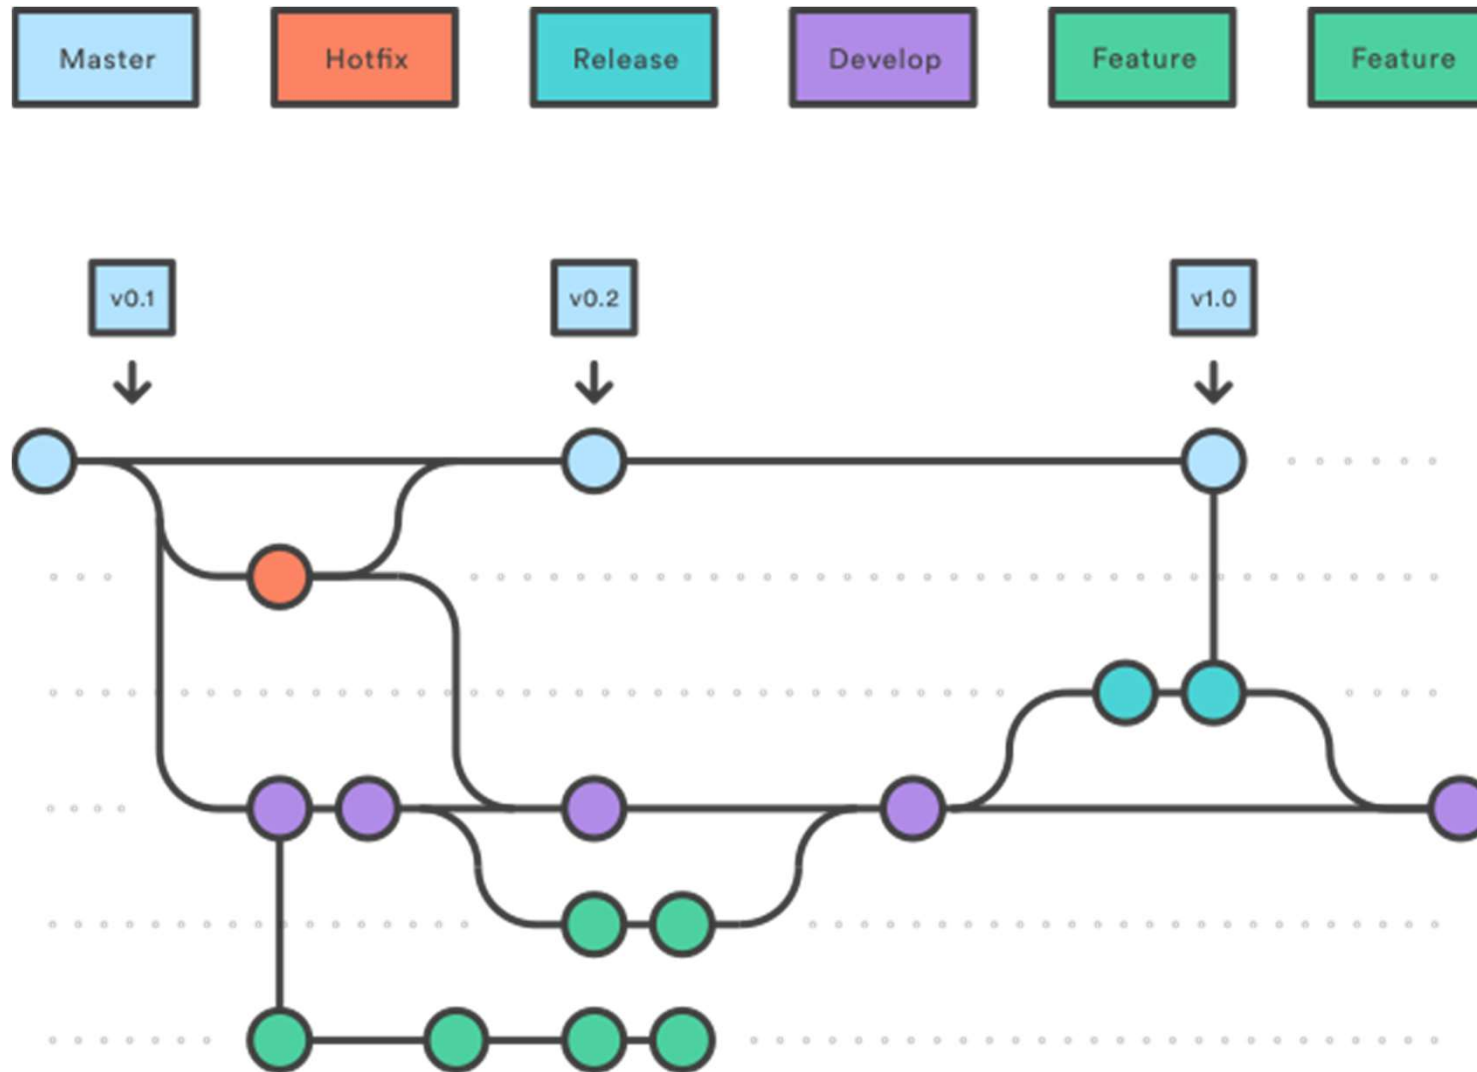 Master
Hotfix
Release
Develop
Feature
Feature
v0.1
v0.2
v1.0